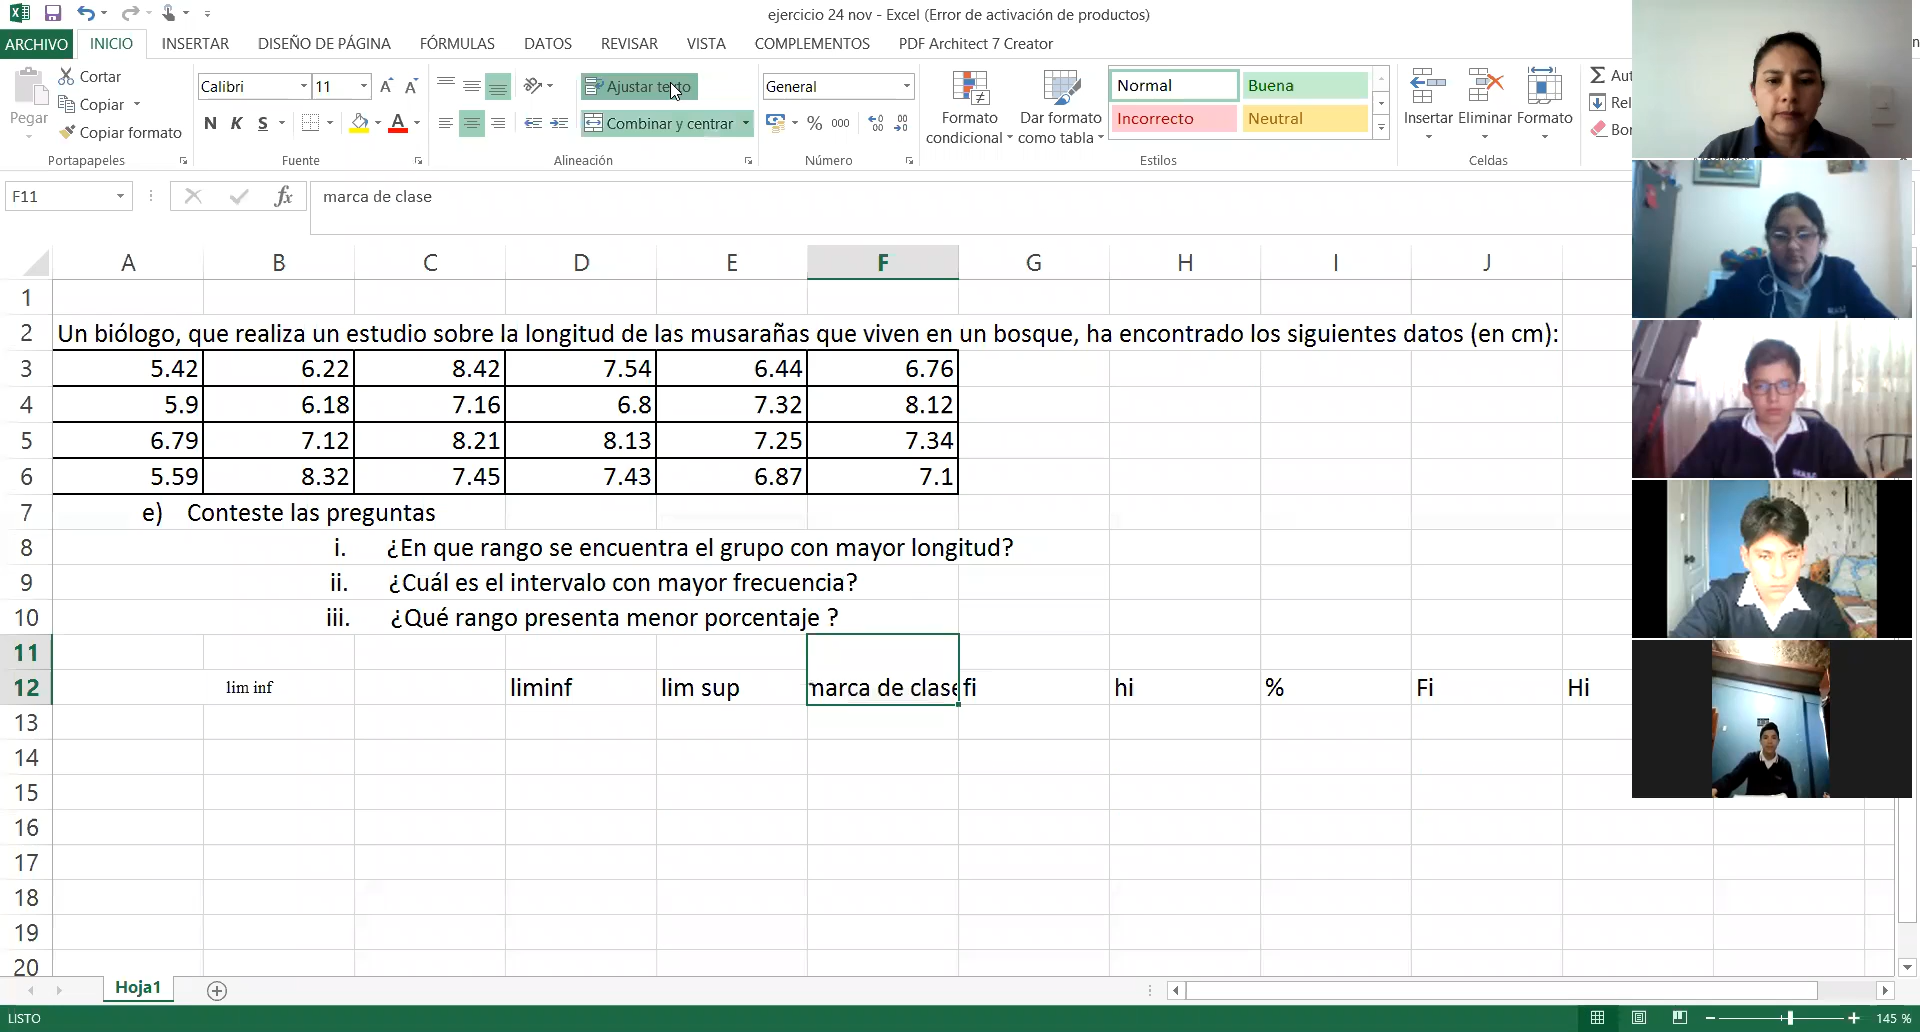 ejercicio 24 nov - Excel (Error de activación de productos)
ARCHIVO INICIO INSERTAR DISEÑO DE PÁGINA FÓRMULAS DATOS REVISAR VISTA COMPLEMENTOS PDF Architect 7 Creator
Pegar
Cortar
Copiar
Copiar formato
Portapapeles
Calibri 11
N K S
Fuente
Ajustar texto
Combinar y centrar
Alineación
General
% 000
Número
Formato condicional
Dar formato como tabla
Normal Buena
Incorrecto Neutral
Estilos
Insertar Eliminar Formato
Celdas
Σ Aut
Rel
Bor
F11
fx
marca de clase
A B C D E F G H I J
1
2 Un biólogo, que realiza un estudio sobre la longitud de las musarañas que viven en un bosque, ha encontrado los siguientes datos (en cm):
3 5.42 6.22 8.42 7.54 6.44 6.76
4 5.9 6.18 7.16 6.8 7.32 8.12
5 6.79 7.12 8.21 8.13 7.25 7.34
6 5.59 8.32 7.45 7.43 6.87 7.1
7 e) Conteste las preguntas
8 i. ¿En que rango se encuentra el grupo con mayor longitud?
9 ii. ¿Cuál es el intervalo con mayor frecuencia?
10 iii. ¿Qué rango presenta menor porcentaje ?
11
12 lim inf liminf lim sup marca de clase fi hi % Fi Hi
13
14
15
16
17
18
19
20
Hoja1
LISTO
145 %